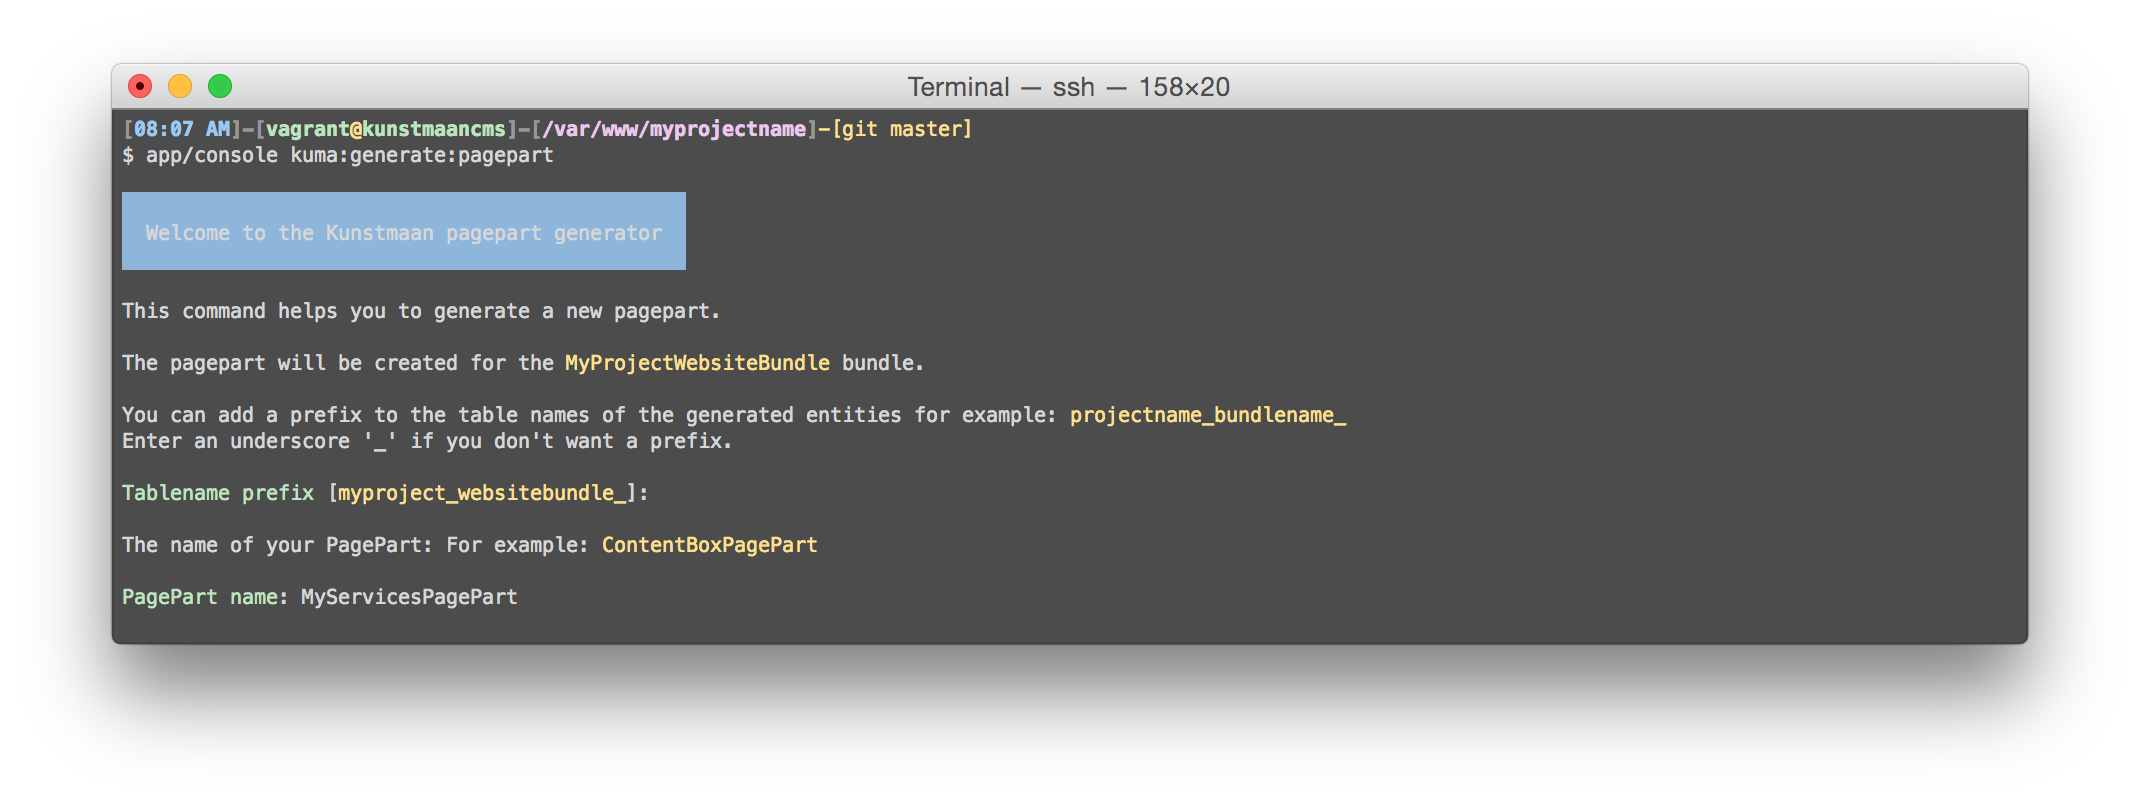 Terminal — ssh — 158×20
[08:07 AM]-[vagrant@kunstmaancms]-[/var/www/myprojectname]-[git master]
$ app/console kuma:generate:pagepart
Welcome to the Kunstmaan pagepart generator
This command helps you to generate a new pagepart.
The pagepart will be created for the MyProjectWebsiteBundle bundle.
You can add a prefix to the table names of the generated entities for example: projectname_bundlename_
Enter an underscore '_' if you don't want a prefix.
Tablename prefix [myproject_websitebundle_]:
The name of your PagePart: For example: ContentBoxPagePart
PagePart name: MyServicesPagePart